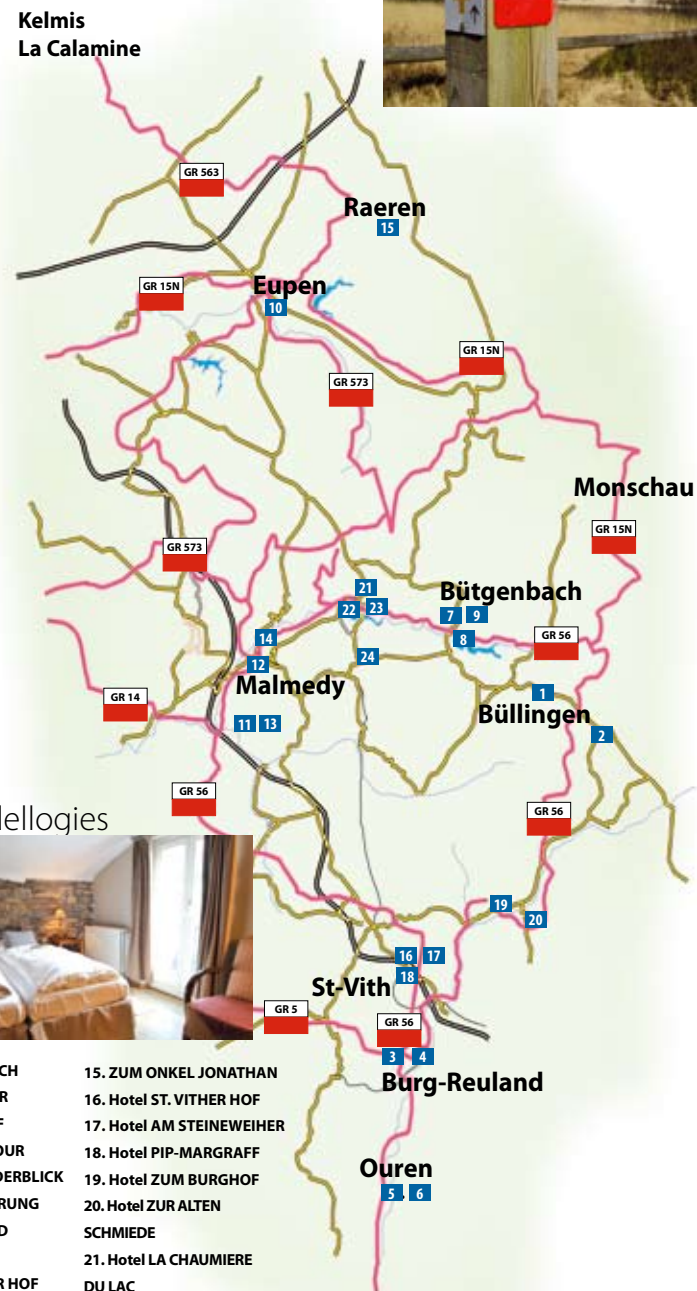 Kelmis
La Calamine
GR 563
Raeren
15
GR 15N
Eupen
10
GR 15N
GR 573
Monschau
GR 15N
GR 573
21
22 23
Bütgenbach
7 9
8
GR 56
14
12
24
Malmedy
GR 14
11 13
1
Büllingen
2
GR 56
GR 56
19
20
16 17
18
St-Vith
GR 5
GR 56
3 4
Burg-Reuland
Ouren
5 6
15. ZUM ONKEL JONATHAN
16. Hotel ST. VITHER HOF
17. Hotel AM STEINEWEIHER
18. Hotel PIP-MARGRAFF
19. Hotel ZUM BURGHOF
20. Hotel ZUR ALTEN
SCHMIEDE
21. Hotel LA CHAUMIERE
DU LAC